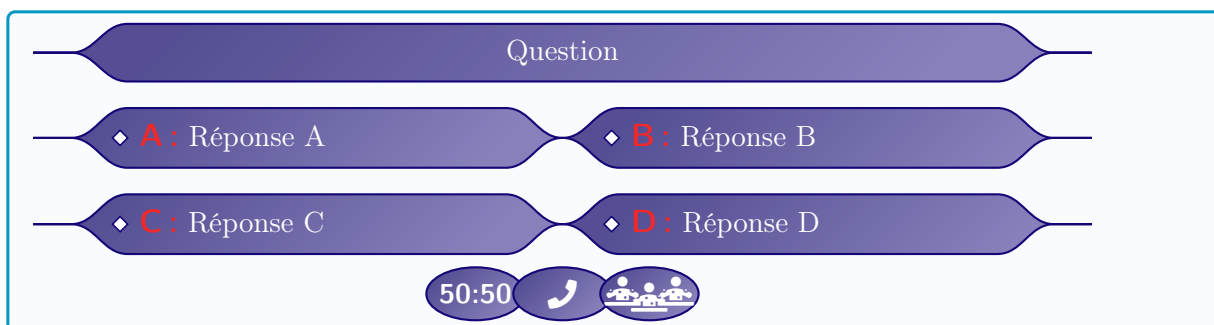 Question
A : Réponse A
B : Réponse B
C : Réponse C
D : Réponse D
50:50